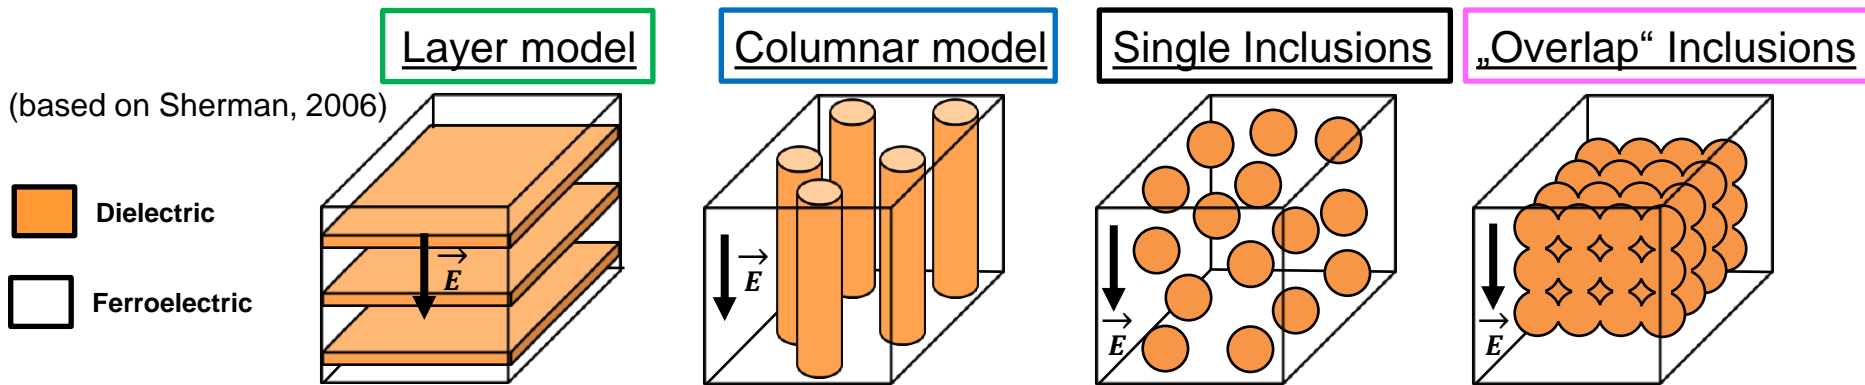 Layer model
Columnar model
Single Inclusions
„Overlap“ Inclusions
(based on Sherman, 2006)
Dielectric
Ferroelectric
E
E
E
E